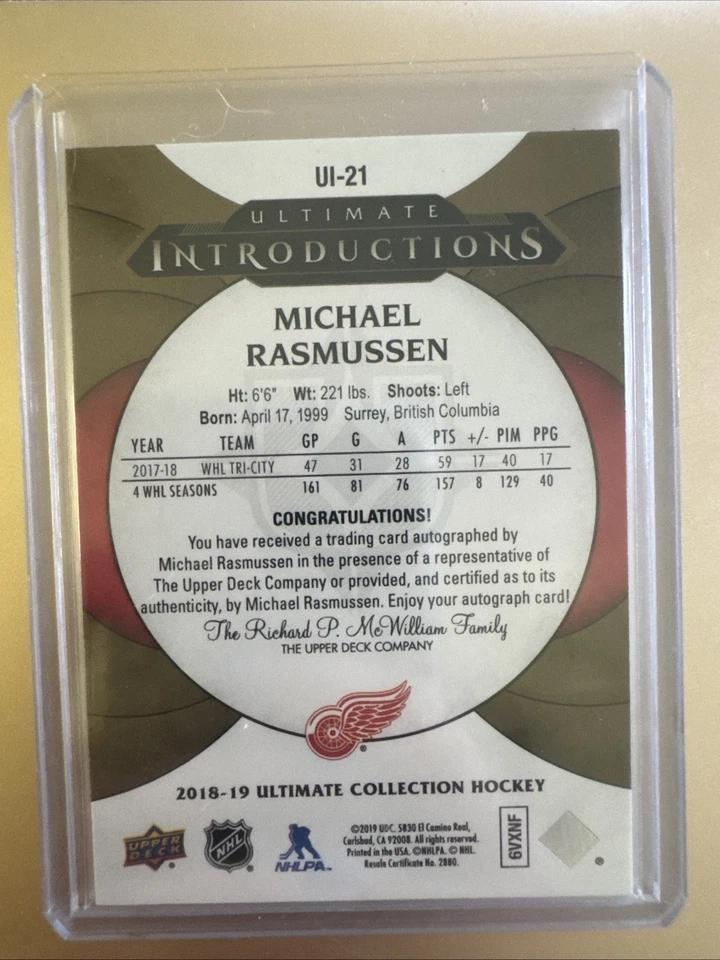 UI-21
ULTIMATE
INTRODUCTIONS
MICHAEL
RASMUSSEN
Ht: 6'6" Wt: 221 lbs. Shoots: Left
Born: April 17, 1999 Surrey, British Columbia
YEAR TEAM GP G A PTS +/- PIM PPG
2017-18 WHL TRI-CITY 47 31 28 59 17 40 17
4 WHL SEASONS 161 81 76 157 8 129 40
CONGRATULATIONS!
You have received a trading card autographed by
Michael Rasmussen in the presence of a representative of
The Upper Deck Company or provided, and certified as to its
authenticity, by Michael Rasmussen. Enjoy your autograph card!
The Richard P. McWilliam Family
THE UPPER DECK COMPANY
2018-19 ULTIMATE COLLECTION HOCKEY
UPPER
DECK
NHL
NHLPA
©2019 UDC. 5830 El Camino Real,
Carlsbad, CA 92008. All rights reserved.
Printed in the USA. ©NHLPA. © NHL.
Resale Certificate No. 2880.
6VXNF